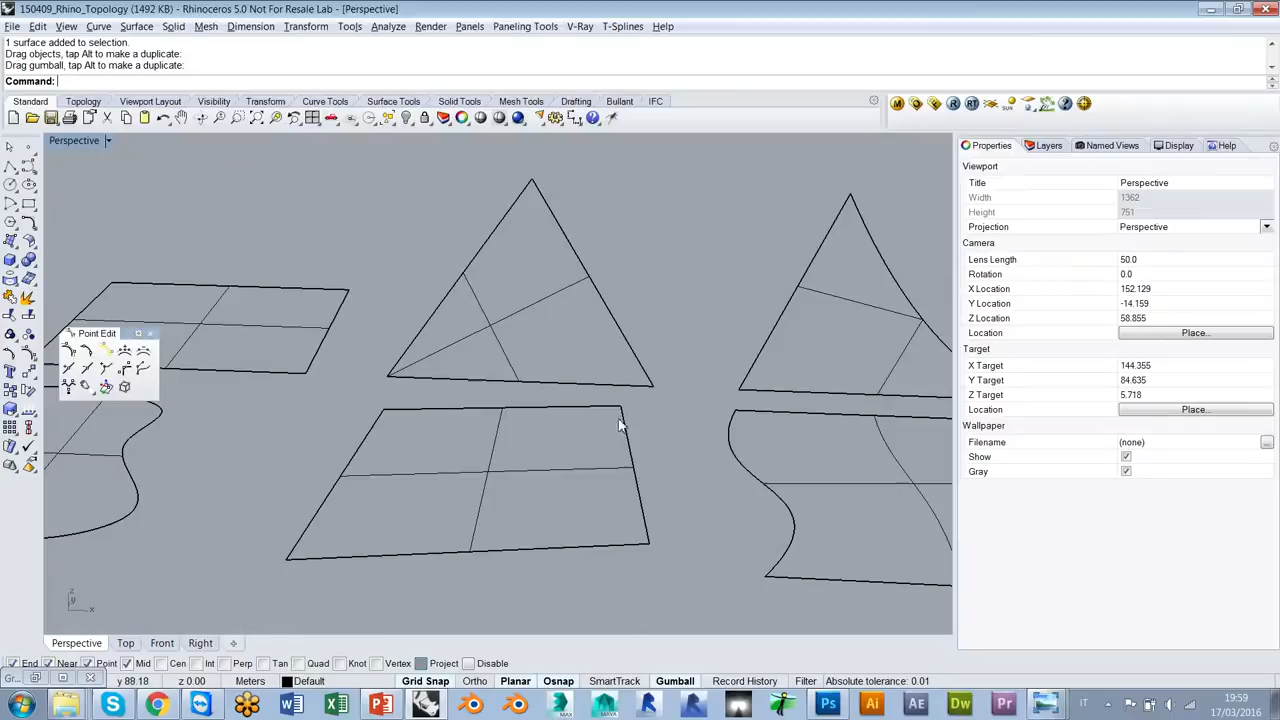 150409_Rhino_Topology (1492 KB) - Rhinoceros 5.0 Not For Resale Lab - [Perspective]
File Edit View Curve Surface Solid Mesh Dimension Transform Tools Analyze Render Panels Paneling Tools V-Ray T-Splines Help
1 surface added to selection.
Drag objects, tap Alt to make a duplicate:
Drag gumball, tap Alt to make a duplicate:
Command:
Standard Topology Viewport Layout Visibility Transform Curve Tools Surface Tools Solid Tools Mesh Tools Drafting Bullant IFC
Perspective
Properties Layers Named Views Display Help
Viewport
Title Perspective
Width 1362
Height 751
Projection Perspective
Camera
Lens Length 50.0
Rotation 0.0
X Location 152.129
Y Location -14.159
Z Location 58.855
Location Place...
Target
X Target 144.355
Y Target 84.635
Z Target 5.718
Location Place...
Wallpaper
Filename (none)
Show
Gray
Point Edit
z
y
x
Perspective Top Front Right
End Near Point Mid Cen Int Perp Tan Quad Knot Vertex Project Disable
Gr... y 89.18 z 0.00 Meters Default Grid Snap Ortho Planar Osnap SmartTrack Gumball Record History Filter Absolute tolerance: 0.01
IT 19:59
17/03/2016